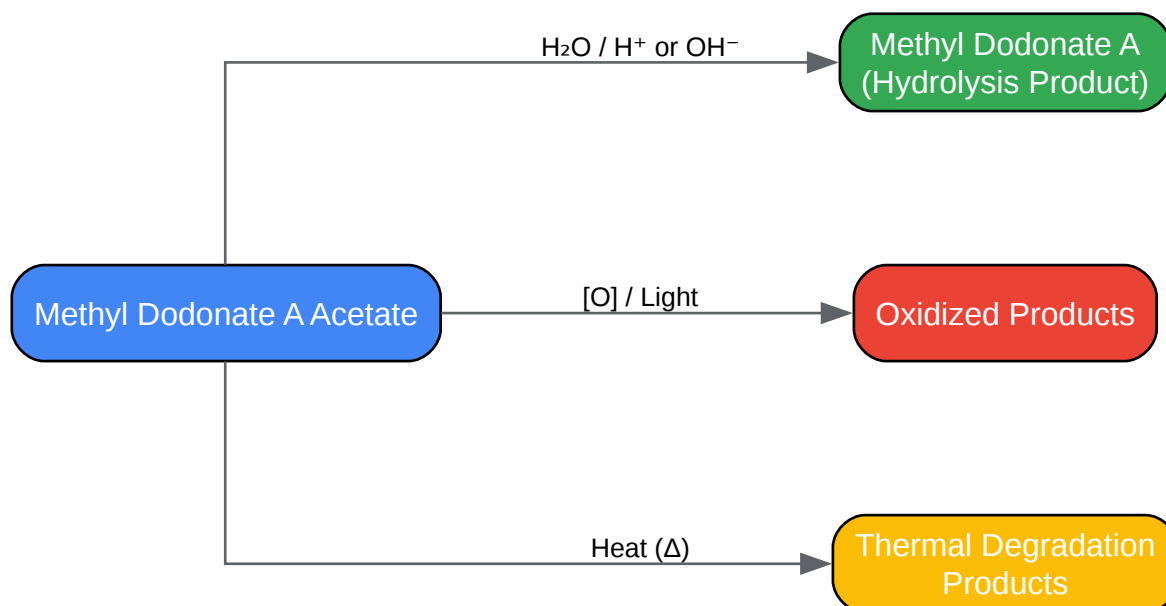 H₂O / H⁺ or OH⁻
Methyl Dodonate A
(Hydrolysis Product)
Methyl Dodonate A Acetate
[O] / Light
Oxidized Products
Heat (Δ)
Thermal Degradation
Products